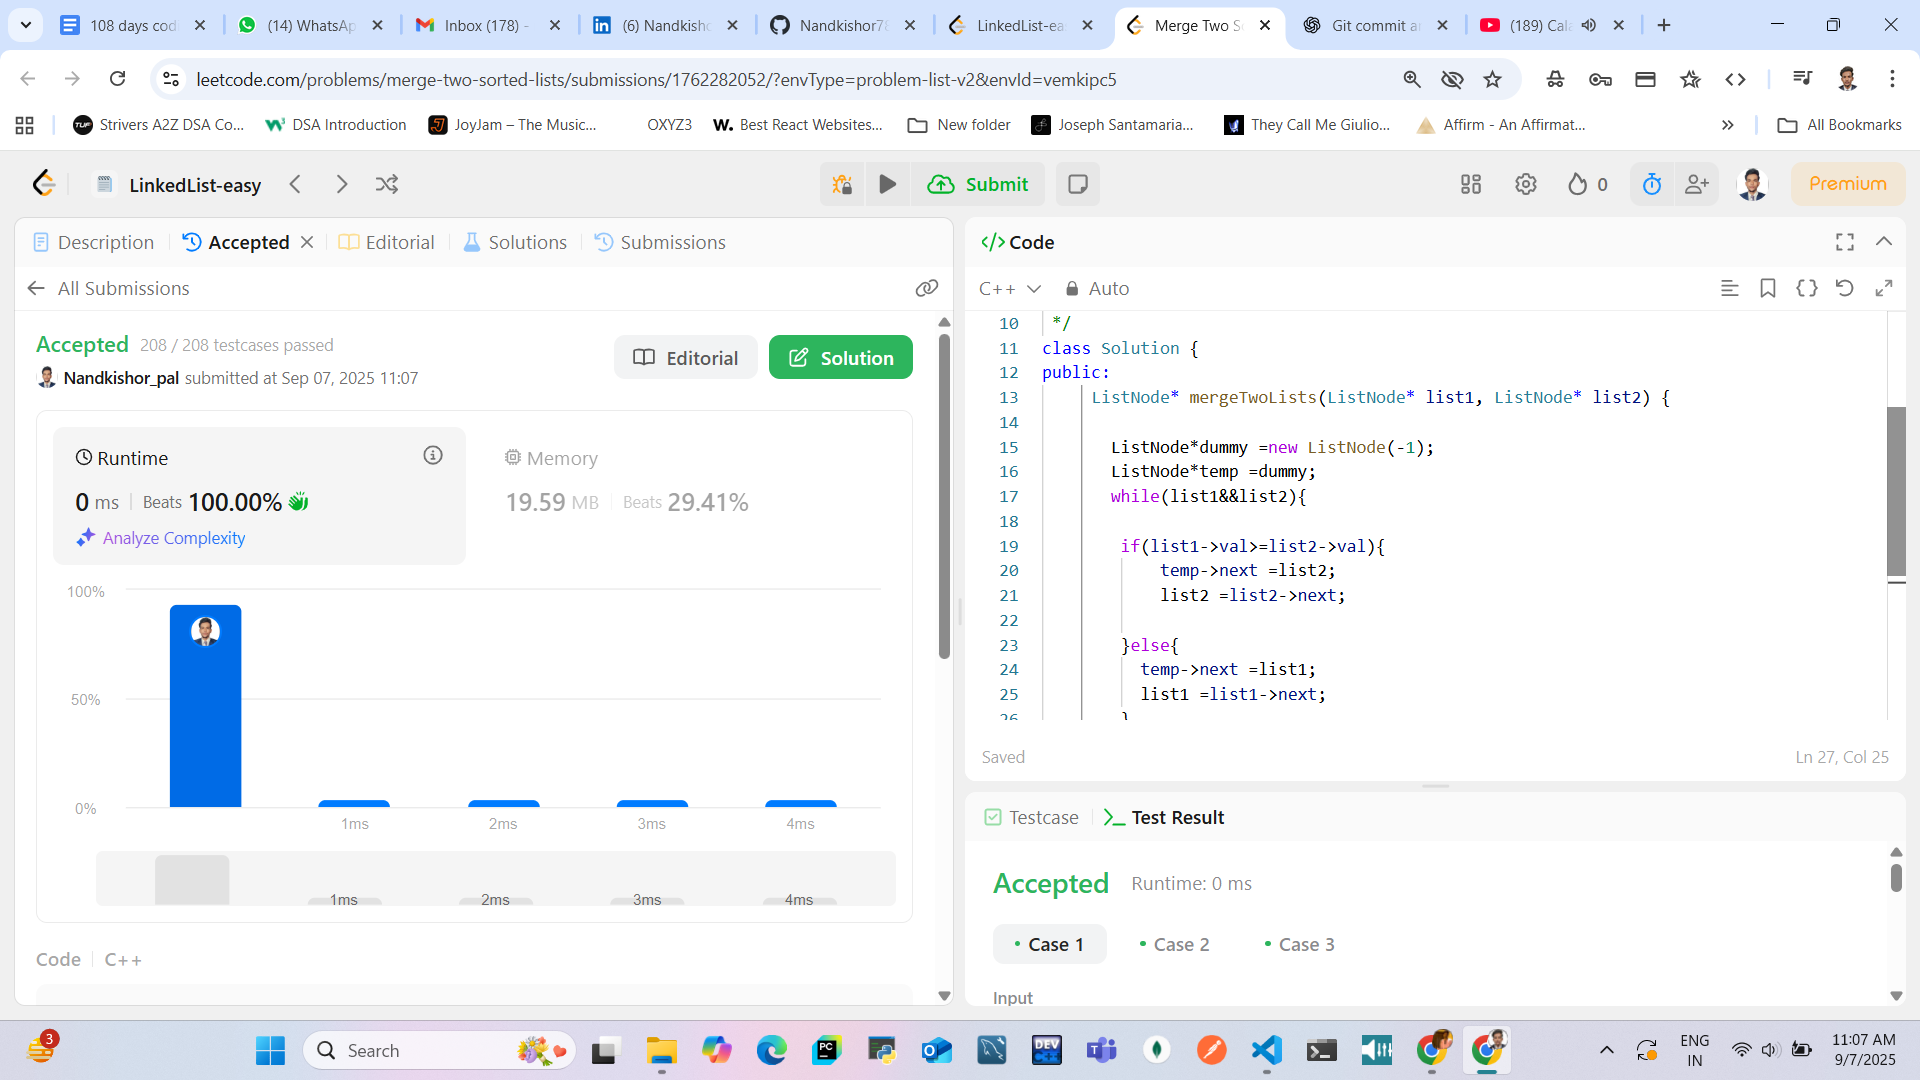 108 days cod
(14) WhatsAp
Inbox (178) -
(6) Nandkisho
Nandkishor78
LinkedList-ea
Merge Two S
Git commit a
(189) Cala
leetcode.com/problems/merge-two-sorted-lists/submissions/1762282052/?envType=problem-list-v2&envId=vemkipc5
Strivers A2Z DSA Co...
DSA Introduction
JoyJam – The Music...
OXYZ3
Best React Websites...
New folder
Joseph Santamaria...
They Call Me Giulio...
Affirm - An Affirmat...
All Bookmarks
LinkedList-easy
Submit
0
Premium
Description
Accepted
Editorial
Solutions
Submissions
All Submissions
Accepted 208 / 208 testcases passed
Nandkishor_pal submitted at Sep 07, 2025 11:07
Editorial
Solution
Runtime
0 ms Beats 100.00%
Analyze Complexity
Memory
19.59 MB Beats 29.41%
100%
50%
0%
1ms
2ms
3ms
4ms
1ms
2ms
3ms
4ms
Code
C++
Code
C++
Auto
10 */
11 class Solution {
12 public:
13 ListNode* mergeTwoLists(ListNode* list1, ListNode* list2) {
14
15 ListNode*dummy =new ListNode(-1);
16 ListNode*temp =dummy;
17 while(list1&&list2){
18
19 if(list1->val>=list2->val){
20 temp->next =list2;
21 list2 =list2->next;
22
23 }else{
24 temp->next =list1;
25 list1 =list1->next;
26 }
Saved
Ln 27, Col 25
Testcase
Test Result
Accepted Runtime: 0 ms
Case 1
Case 2
Case 3
Input
3
Search
PC
DEV
C++
ENG
IN
11:07 AM
9/7/2025